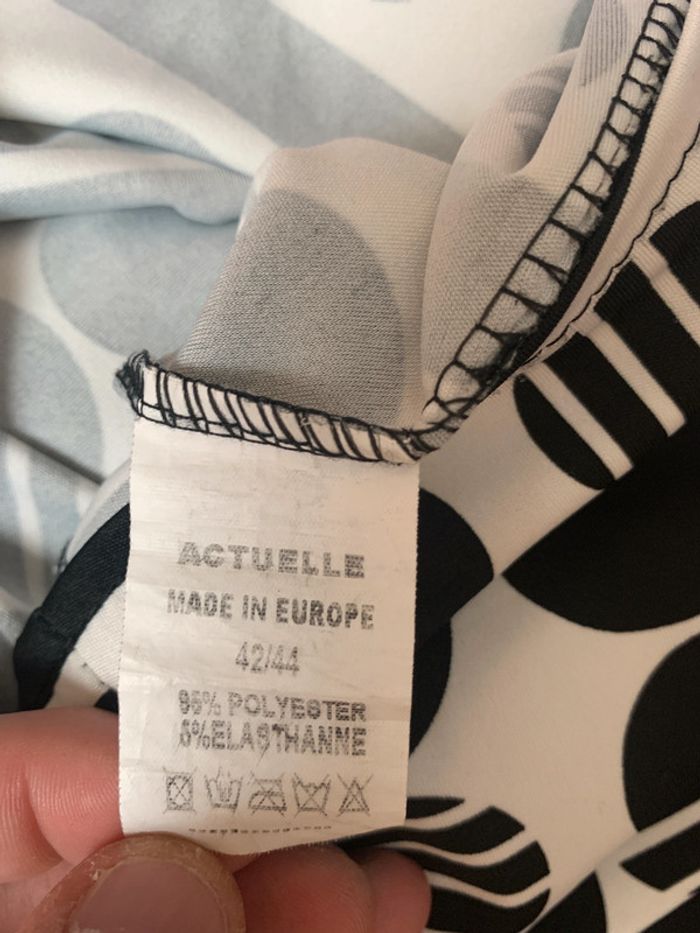 ACTUELLE
MADE IN EUROPE
42/44
95% POLYESTER
5%ELASTHANNE